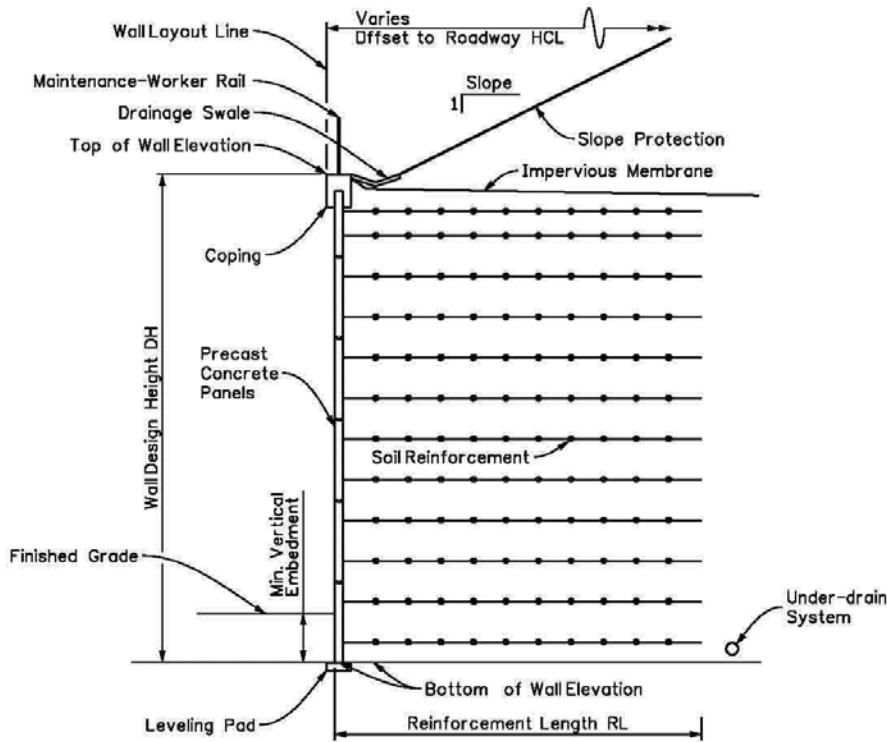 Varies
Offset to Roadway HCL
Wall Layout Line
Maintenance-Worker Rail
Slope
1
Drainage Swale
Slope Protection
Top of Wall Elevation
Impervious Membrane
Coping
Wall Design Height DH
Precast
Concrete
Panels
Soil Reinforcement
Min. Vertical
Embedment
Finished Grade
Under-drain
System
Bottom of Wall Elevation
Leveling Pad
Reinforcement Length RL